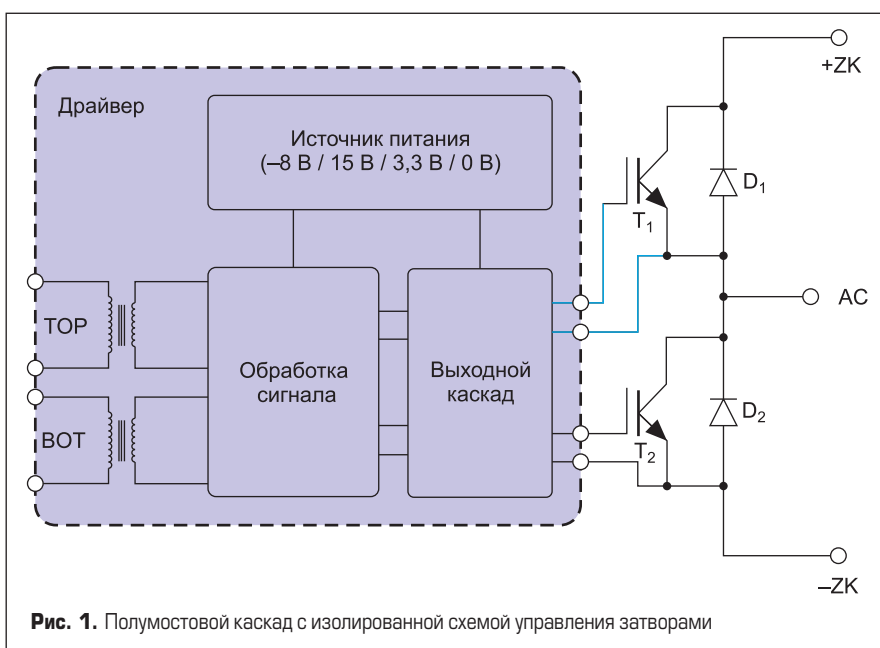 +ZK
Драйвер
Источник питания
(–8 В / 15 В / 3,3 В / 0 В)
T1
D1
TOP
AC
Обработка
сигнала
Выходной
каскад
BOT
T2
D2
–ZK
Рис. 1. Полумостовой каскад с изолированной схемой управления затворами